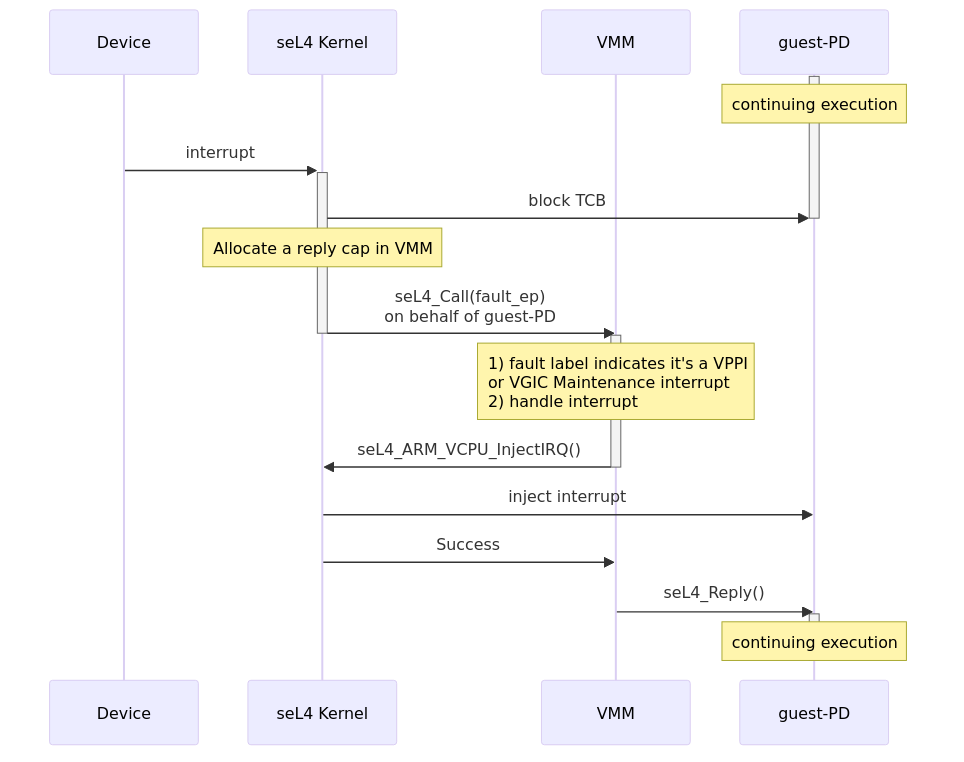 Device
seL4 Kernel
VMM
guest-PD
continuing execution
interrupt
block TCB
Allocate a reply cap in VMM
seL4_Call(fault_ep)
on behalf of guest-PD
1) fault label indicates it's a VPPI
or VGIC Maintenance interrupt
2) handle interrupt
seL4_ARM_VCPU_InjectIRQ()
inject interrupt
Success
seL4_Reply()
continuing execution
Device
seL4 Kernel
VMM
guest-PD